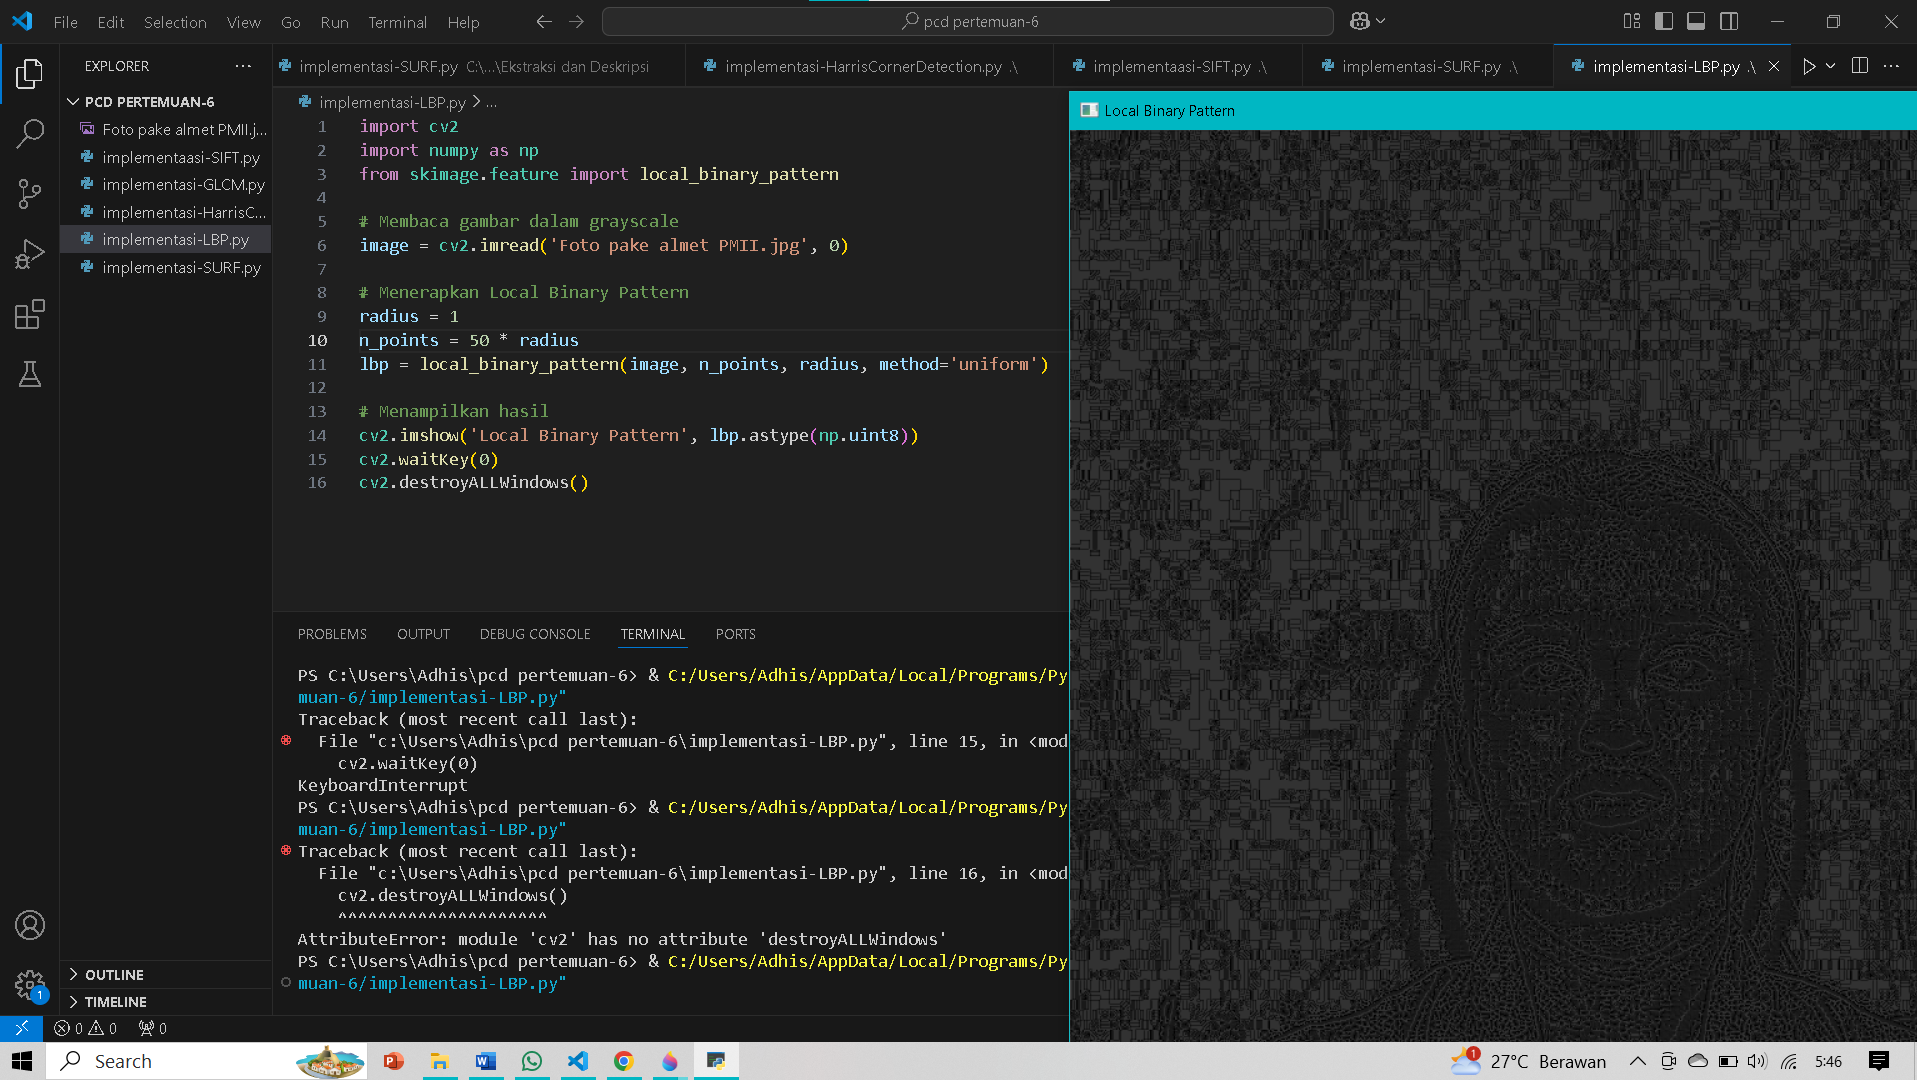 File Edit Selection View Go Run Terminal Help
pcd pertemuan-6
EXPLORER
PCD PERTEMUAN-6
Foto pake almet PMII.j...
implementaasi-SIFT.py
implementasi-GLCM.py
implementasi-HarrisC...
implementasi-LBP.py
implementasi-SURF.py
OUTLINE
TIMELINE
implementasi-SURF.py C:\...\Ekstraksi dan Deskripsi
implementasi-HarrisCornerDetection.py .\
implementaasi-SIFT.py .\
implementasi-SURF.py .\
implementasi-LBP.py .\
implementasi-LBP.py > ...
1 import cv2
2 import numpy as np
3 from skimage.feature import local_binary_pattern
4
5 # Membaca gambar dalam grayscale
6 image = cv2.imread('Foto pake almet PMII.jpg', 0)
7
8 # Menerapkan Local Binary Pattern
9 radius = 1
10 n_points = 50 * radius
11 lbp = local_binary_pattern(image, n_points, radius, method='uniform')
12
13 # Menampilkan hasil
14 cv2.imshow('Local Binary Pattern', lbp.astype(np.uint8))
15 cv2.waitKey(0)
16 cv2.destroyALLWindows()
Local Binary Pattern
PROBLEMS OUTPUT DEBUG CONSOLE TERMINAL PORTS
PS C:\Users\Adhis\pcd pertemuan-6> & C:/Users/Adhis/AppData/Local/Programs/Py
muan-6/implementasi-LBP.py"
Traceback (most recent call last):
File "c:\Users\Adhis\pcd pertemuan-6\implementasi-LBP.py", line 15, in <mod
cv2.waitKey(0)
KeyboardInterrupt
PS C:\Users\Adhis\pcd pertemuan-6> & C:/Users/Adhis/AppData/Local/Programs/Py
muan-6/implementasi-LBP.py"
Traceback (most recent call last):
File "c:\Users\Adhis\pcd pertemuan-6\implementasi-LBP.py", line 16, in <mod
cv2.destroyALLWindows()
^^^^^^^^^^^^^^^^^^^^^
AttributeError: module 'cv2' has no attribute 'destroyALLWindows'
PS C:\Users\Adhis\pcd pertemuan-6> & C:/Users/Adhis/AppData/Local/Programs/Py
muan-6/implementasi-LBP.py"
1
0 0 0
Search
1
27°C Berawan
5:46